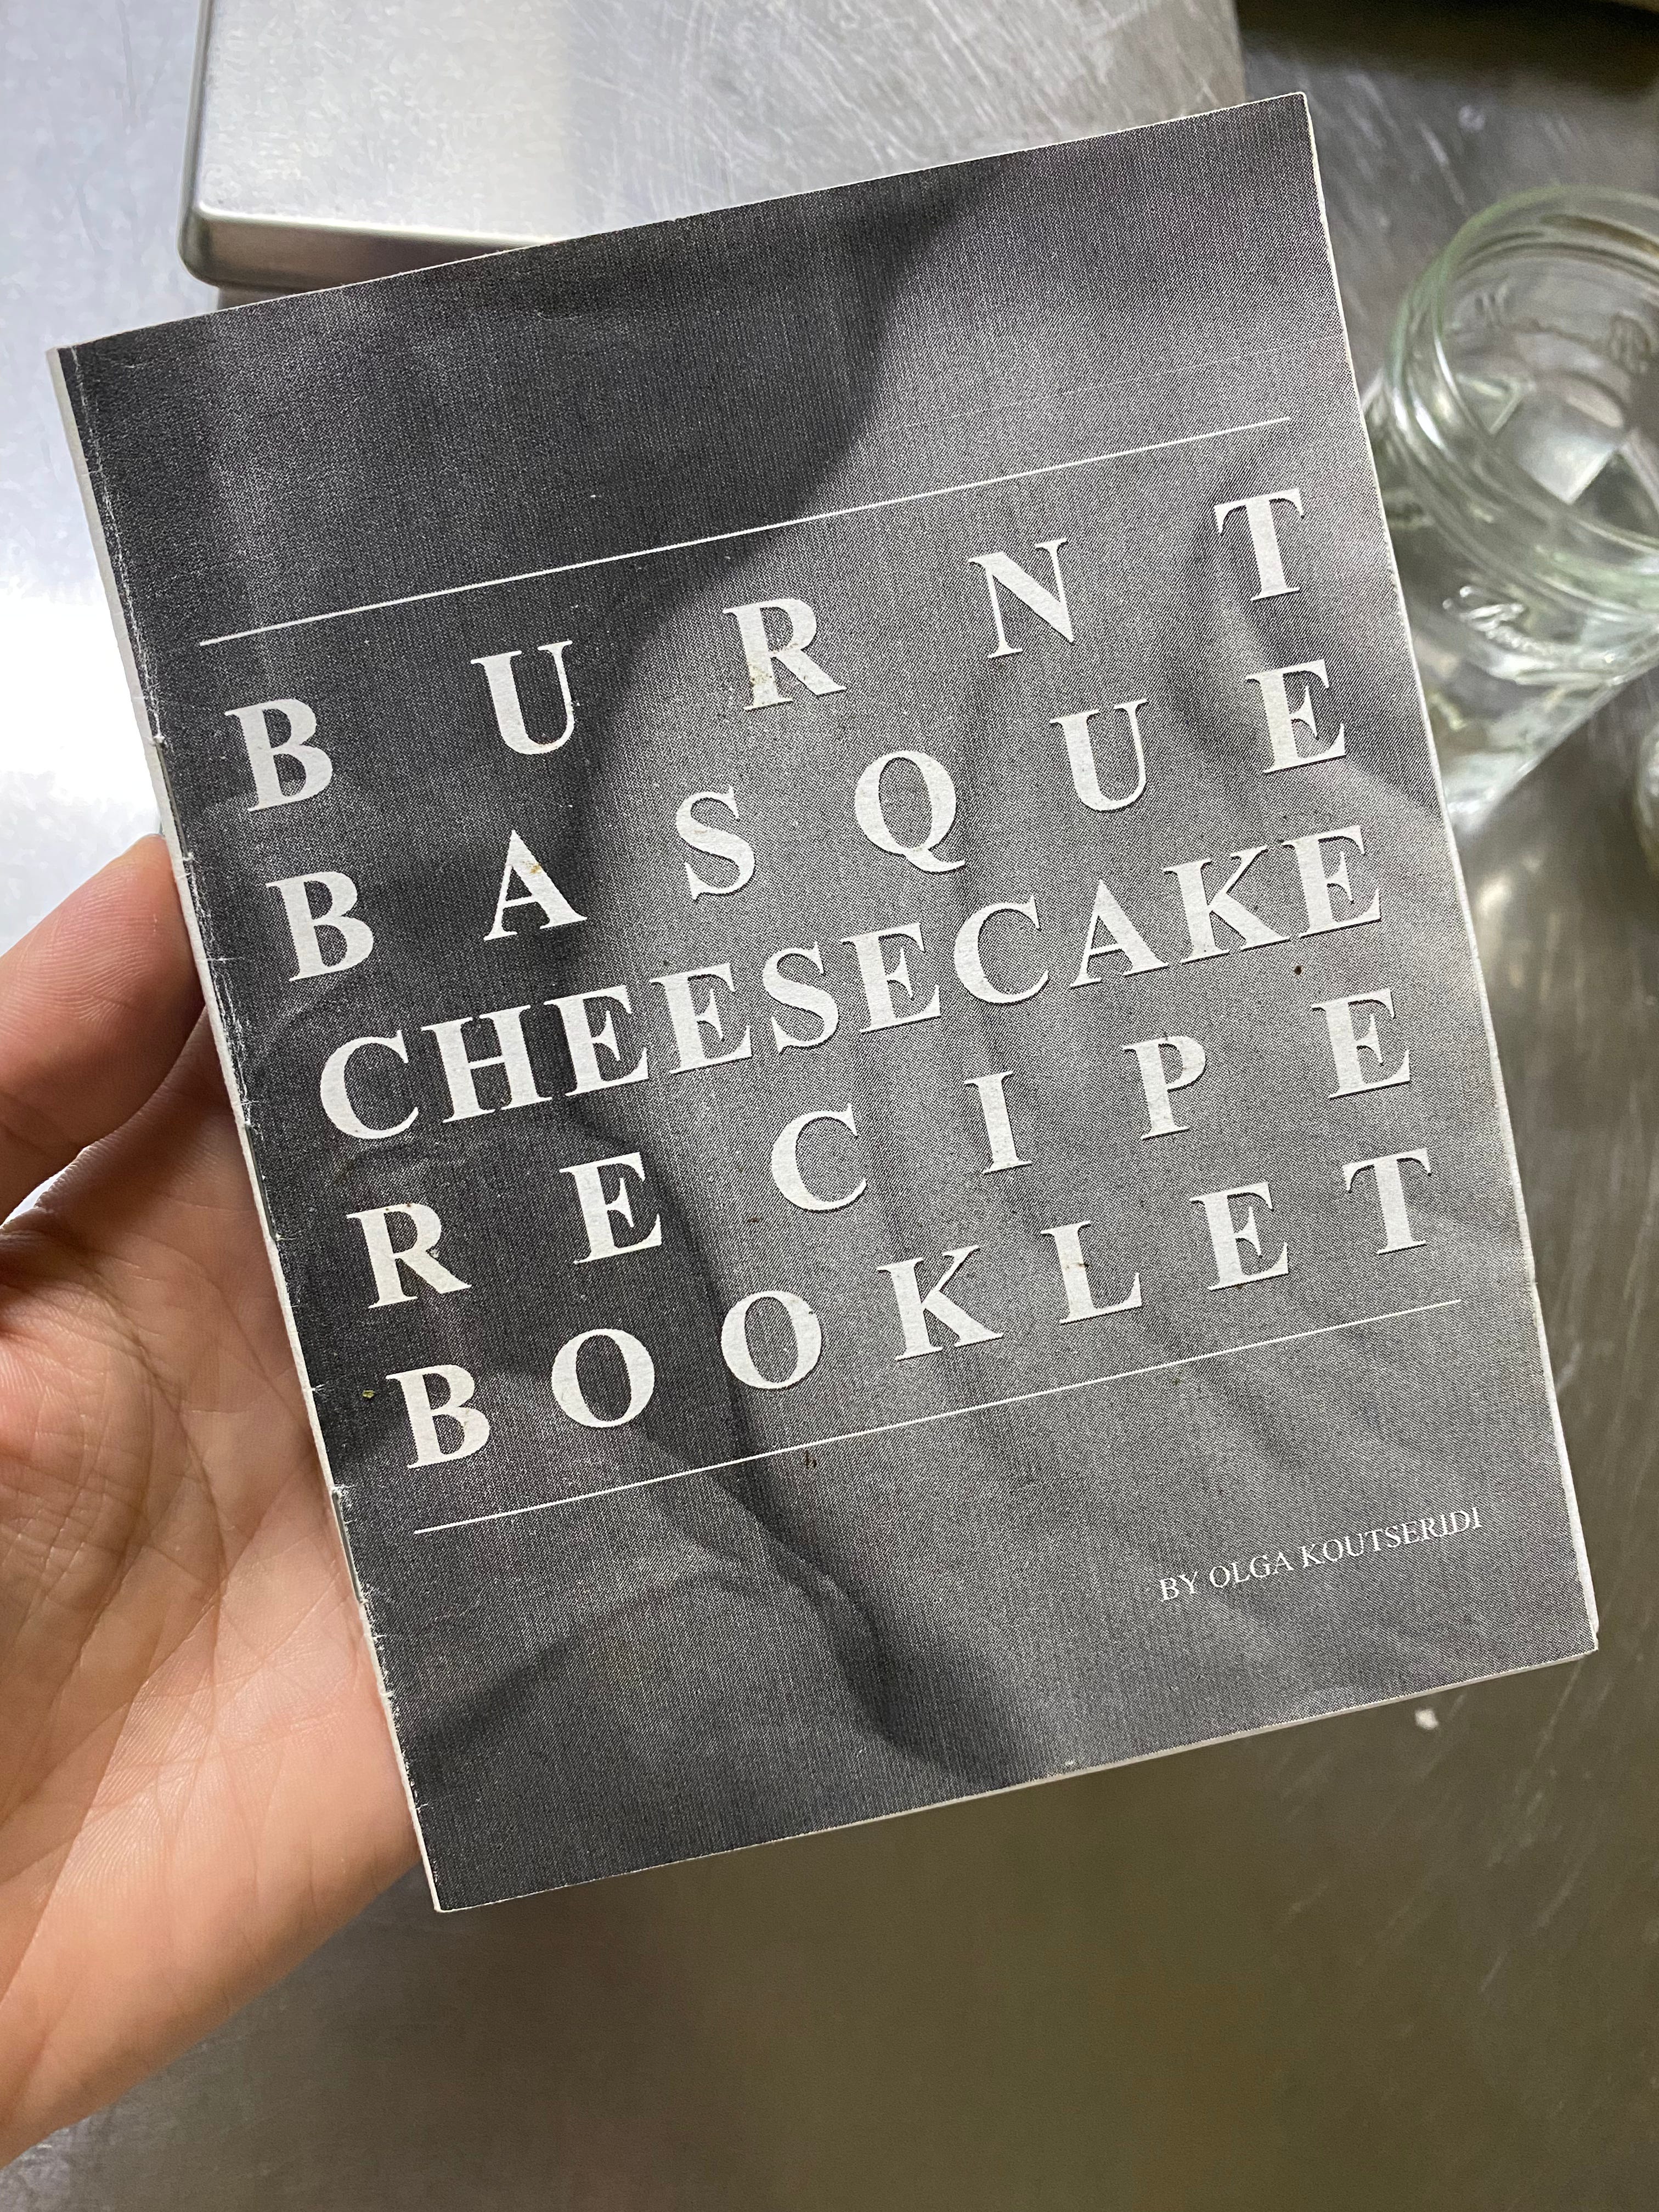 BURNT
BASQUE
CHEESECAKE
RECIPE
BOOKLET
BY OLGA KOUTSERIDI